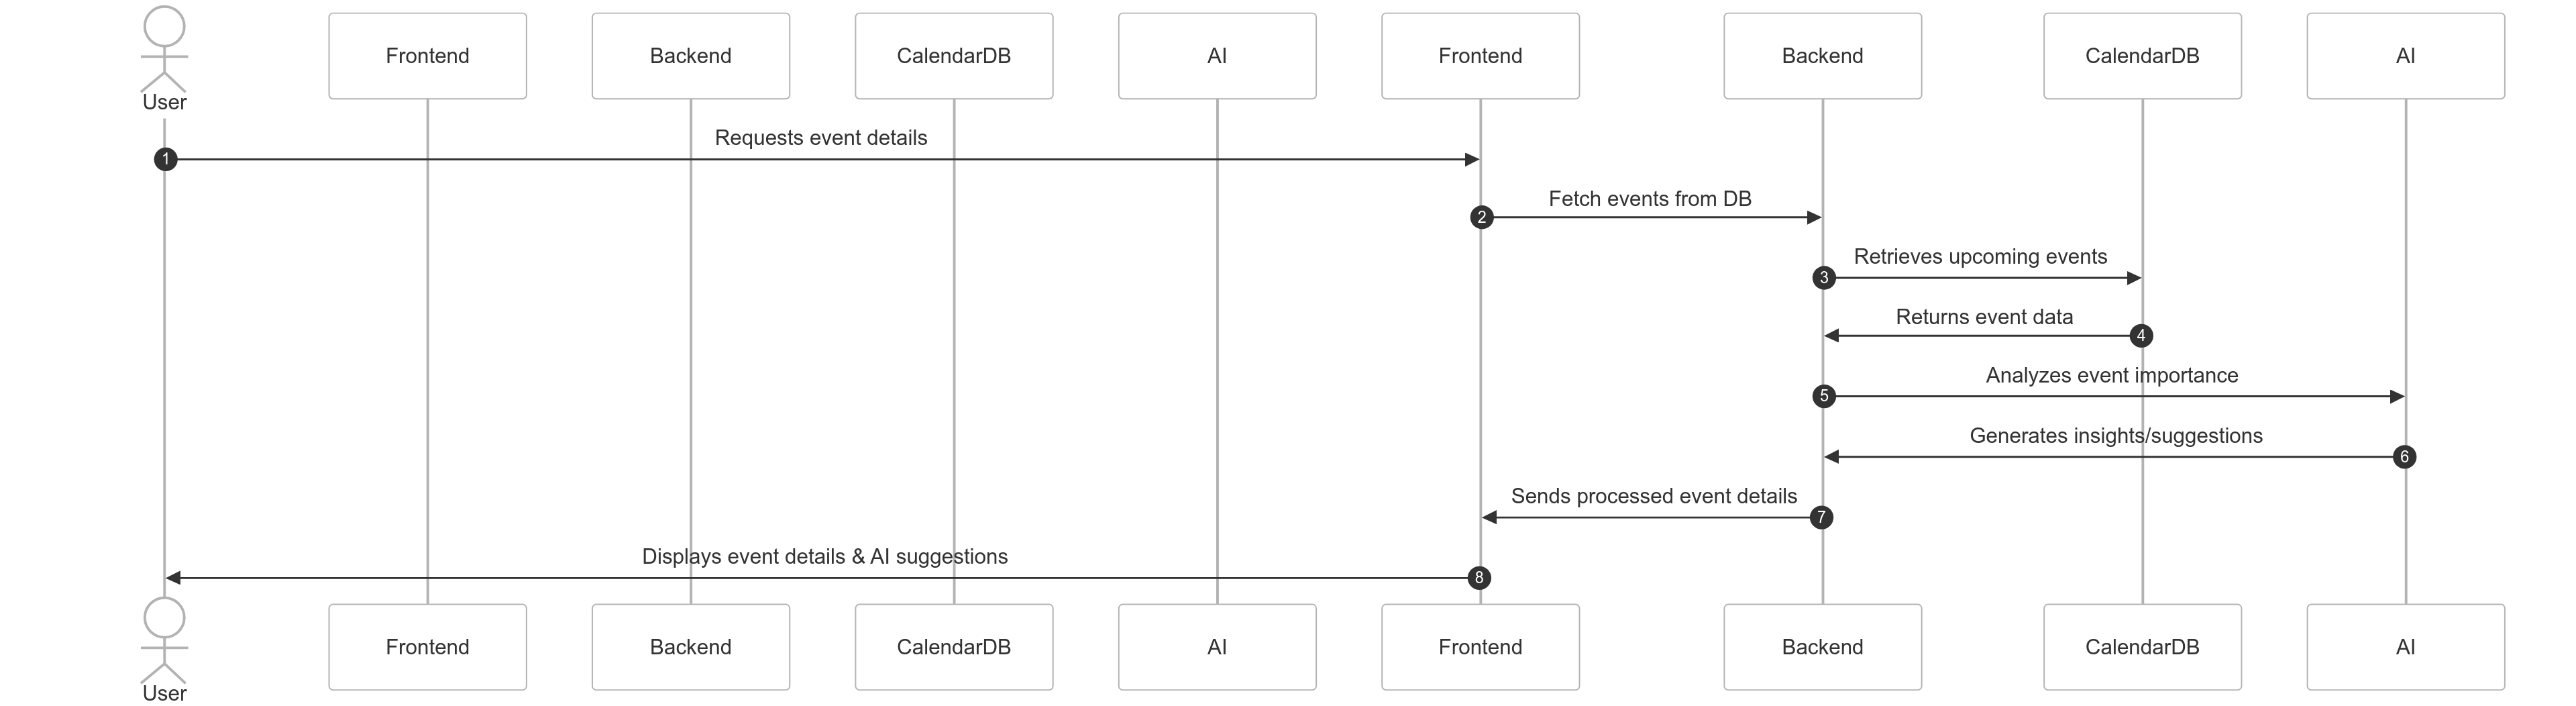 User
Frontend
Backend
CalendarDB
AI
Frontend
Backend
CalendarDB
AI
Requests event details
1
Fetch events from DB
2
Retrieves upcoming events
3
Returns event data
4
Analyzes event importance
5
Generates insights/suggestions
6
Sends processed event details
7
Displays event details & AI suggestions
8
User
Frontend
Backend
CalendarDB
AI
Frontend
Backend
CalendarDB
AI